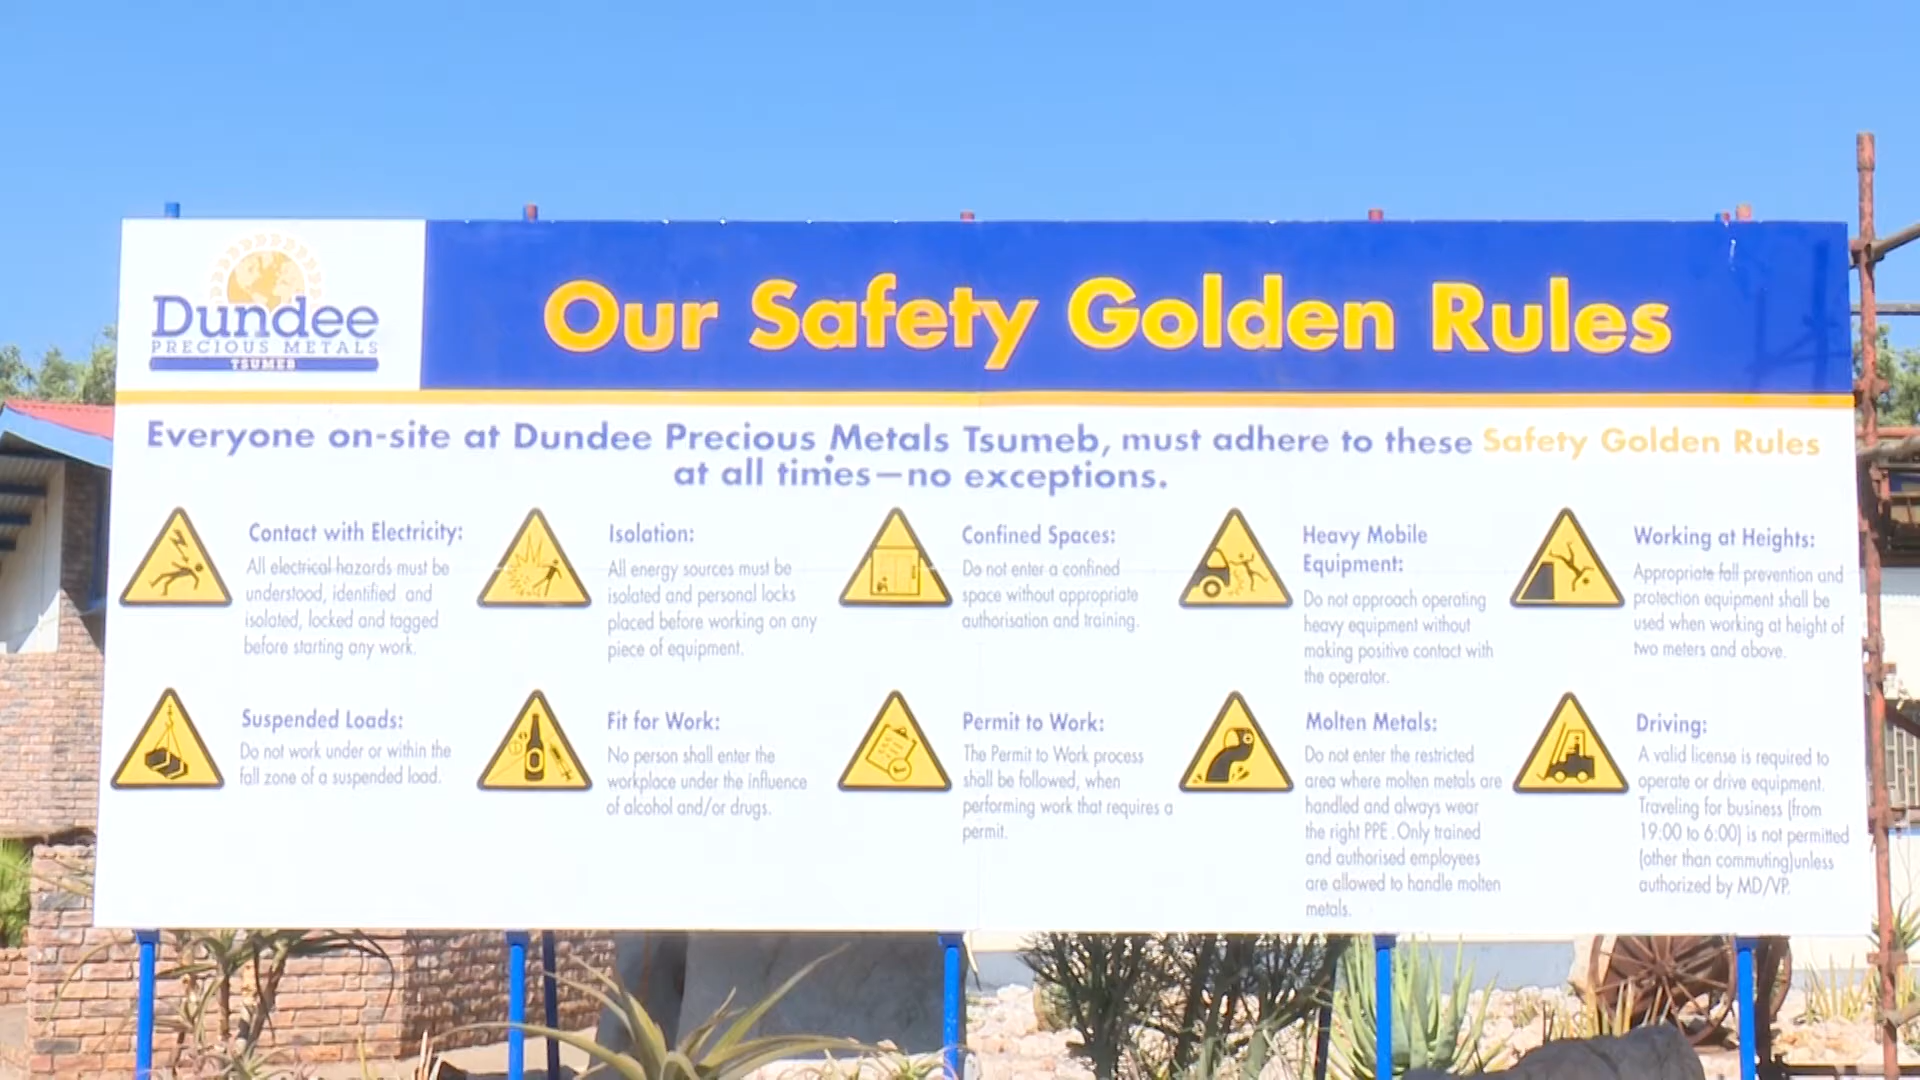 Dundee
PRECIOUS METALS
TSUMEB
Our Safety Golden Rules
Everyone on-site at Dundee Precious Metals Tsumeb, must adhere to these Safety Golden Rules
at all times—no exceptions.
Contact with Electricity:
All electrical hazards must be
understood, identified and
isolated, locked and tagged
before starting any work.
Isolation:
All energy sources must be
isolated and personal locks
placed before working on any
piece of equipment.
Confined Spaces:
Do not enter a confined
space without appropriate
authorisation and training.
Heavy Mobile
Equipment:
Do not approach operating
heavy equipment without
making positive contact with
the operator.
Working at Heights:
Appropriate fall prevention and
protection equipment shall be
used when working at height of
two meters and above.
Suspended Loads:
Do not work under or within the
fall zone of a suspended load.
Fit for Work:
No person shall enter the
workplace under the influence
of alcohol and/or drugs.
Permit to Work:
The Permit to Work process
shall be followed, when
performing work that requires a
permit.
Molten Metals:
Do not enter the restricted
area where molten metals are
handled and always wear
the right PPE. Only trained
and authorised employees
are allowed to handle molten
metals.
Driving:
A valid license is required to
operate or drive equipment.
Traveling for business (from
19:00 to 6:00) is not permitted
(other than commuting)unless
authorized by MD/VP.